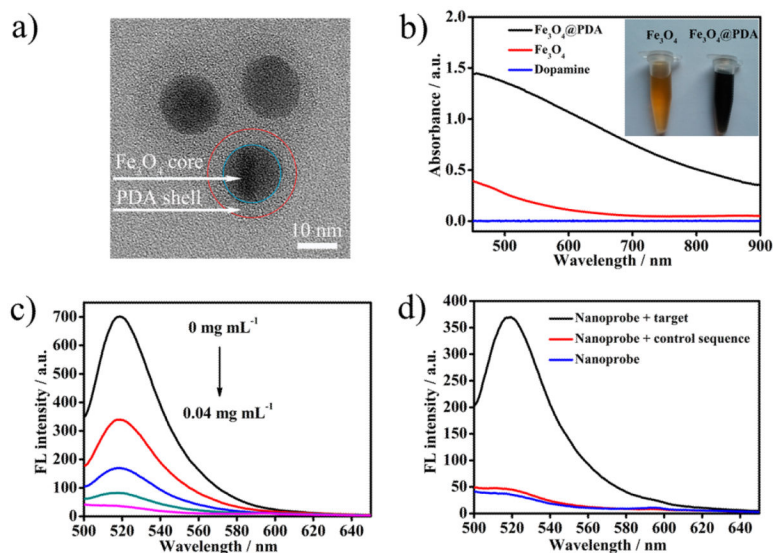 a)
Fe₃O₄ core
PDA shell
10 nm
b)
2.0
1.5
1.0
0.5
0.0
Absorbance / a.u.
Fe₃O₄@PDA
Fe₃O₄
Dopamine
Fe₃O₄ Fe₃O₄@PDA
500 600 700 800 900
Wavelength / nm
c)
700
600
500
400
300
200
100
0
FL intensity / a.u.
0 mg mL⁻¹
0.04 mg mL⁻¹
500 520 540 560 580 600 620 640
Wavelength / nm
d)
400
350
300
250
200
150
100
50
0
FL intensity / a.u.
Nanoprobe + target
Nanoprobe + control sequence
Nanoprobe
500 520 540 560 580 600 620 640
Wavelength / nm